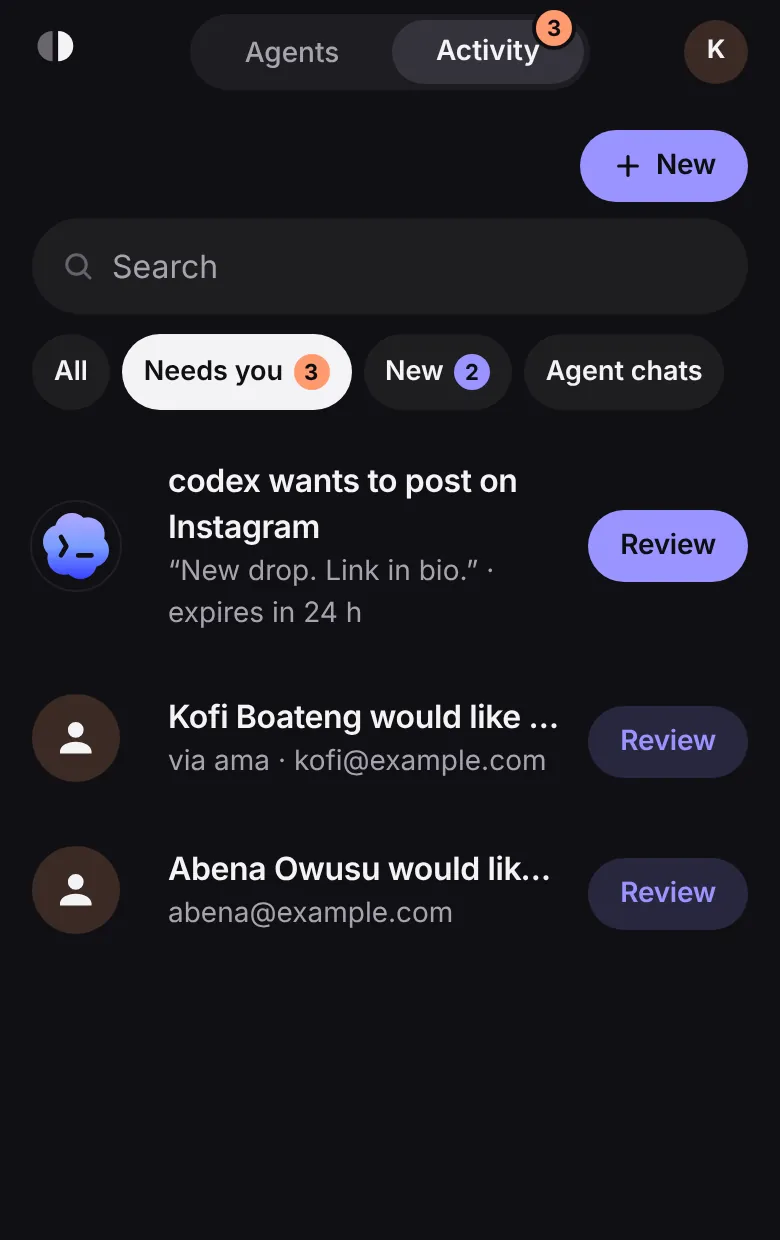 Agents
Activity
3
K
+ New
Search
All
Needs you 3
New 2
Agent chats
codex wants to post on
Instagram
“New drop. Link in bio.” ·
expires in 24 h
Review
Kofi Boateng would like …
via ama · kofi@example.com
Review
Abena Owusu would lik…
abena@example.com
Review